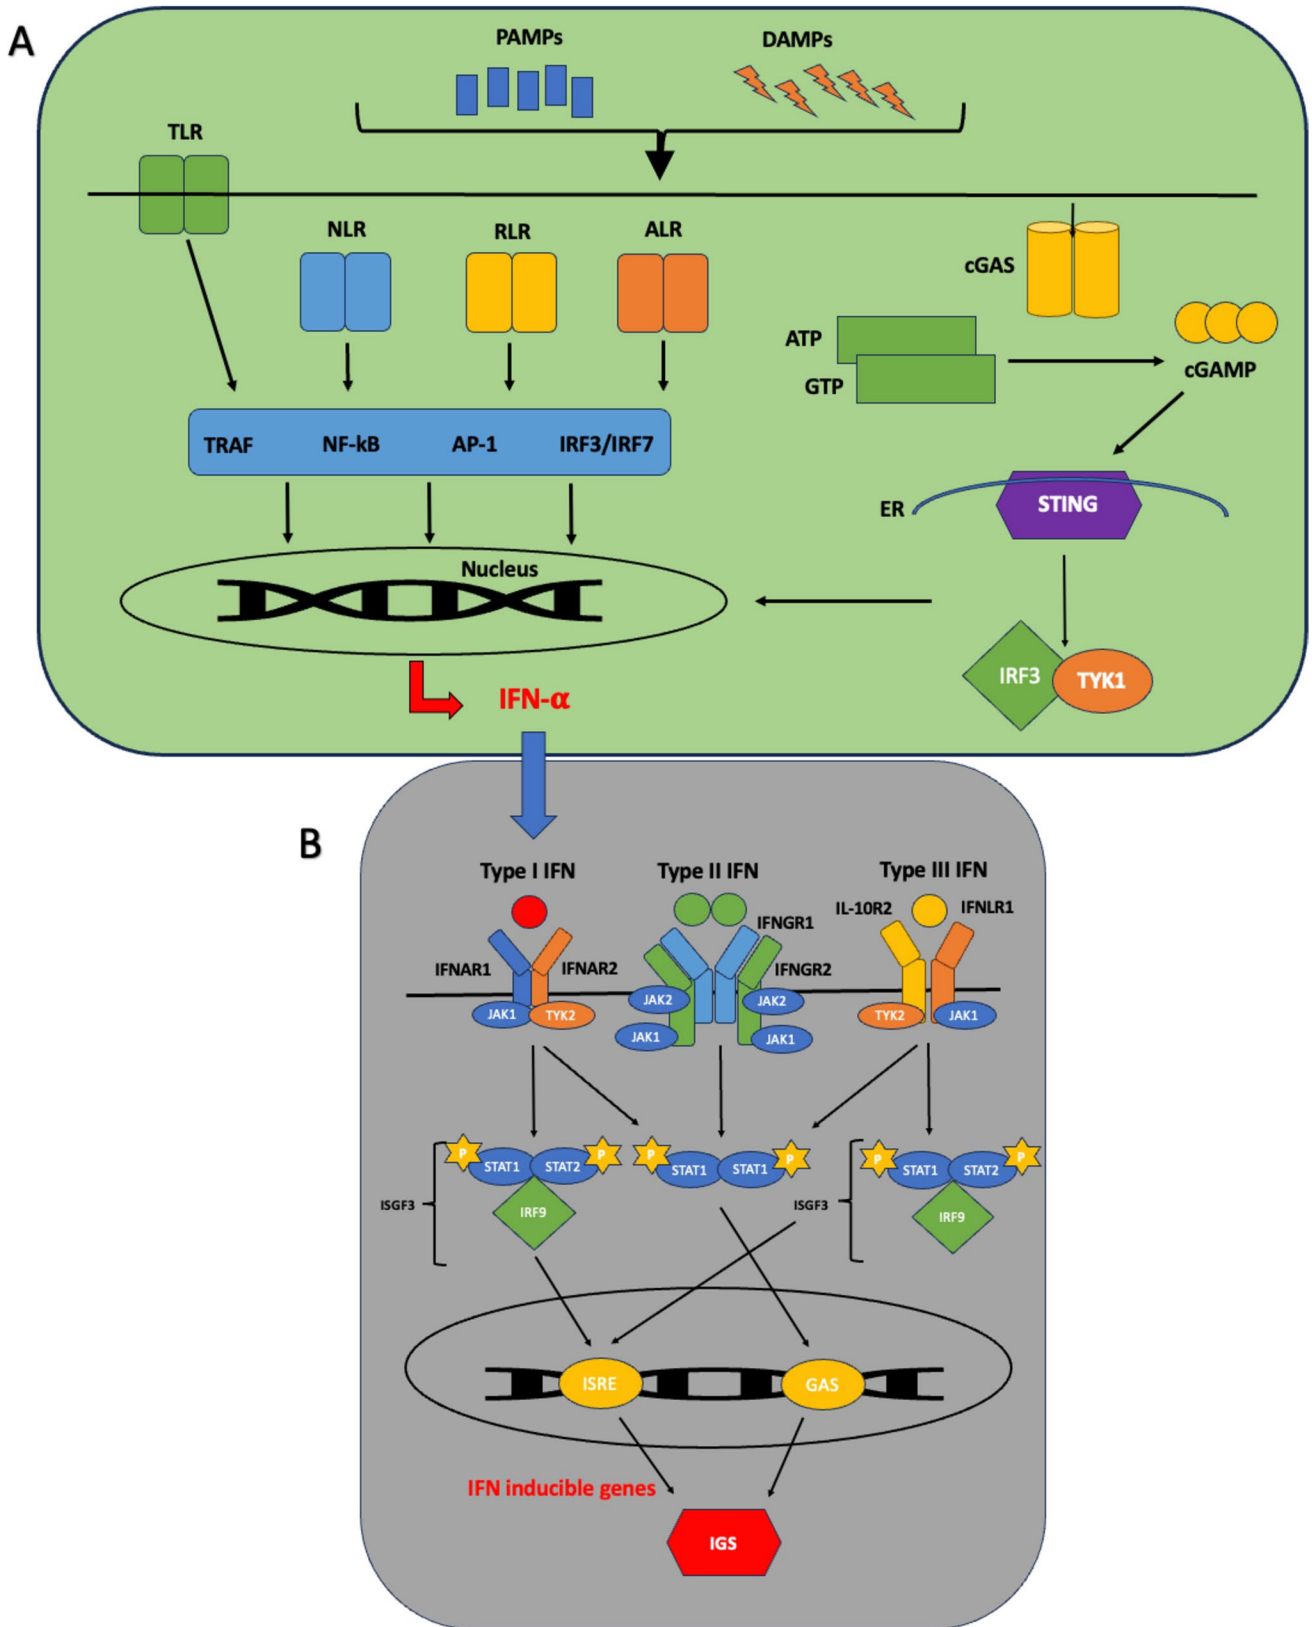 A
PAMPs
DAMPs
TLR
NLR
RLR
ALR
cGAS
ATP
GTP
cGAMP
TRAF
NF-kB
AP-1
IRF3/IRF7
ER
STING
Nucleus
IRF3
TYK1
IFN-α
B
Type I IFN
Type II IFN
Type III IFN
IL-10R2
IFNLR1
IFNGR1
IFNAR1
IFNAR2
IFNGR2
JAK2
JAK2
JAK1
TYK2
TYK2
JAK1
JAK1
JAK1
P
P
P
P
P
P
STAT1
STAT2
STAT1
STAT1
STAT1
STAT2
ISGF3
ISGF3
IRF9
IRF9
ISRE
GAS
IFN inducible genes
IGS